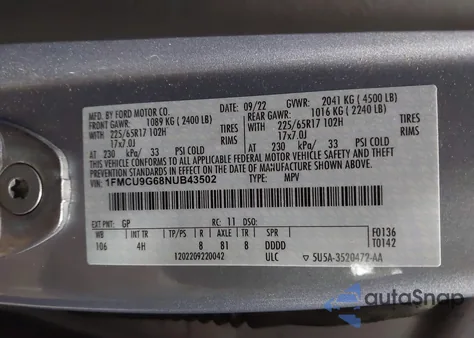 MFD. BY FORD MOTOR CO.
09/22 GVWR: 2041 KG ( 4500 LB)
FRONT GAWR: 1089 KG ( 2400 LB) REAR GAWR: 1016 KG ( 2240 LB)
WITH 225/65R17 102H TIRES WITH 225/65R17 102H TIRES
17x7.0J RIMS 17x7.0J RIMS
AT 230 kPa/ 33 PSI COLD AT 230 kPa/ 33 PSI COLD
THIS VEHICLE CONFORMS TO ALL APPLICABLE FEDERAL MOTOR VEHICLE SAFETY, BUMPER, AND THEFT
PREVENTION STANDARDS IN EFFECT ON THE DATE OF MANUFACTURE SHOWN ABOVE.
VIN: 1FMCU9G68NUB43502 TYPE: MPV
EXT PNT: GP RC: 11 DSO: F0136
T0142
WB INT TR TP/PS R AXLE TR SPR
106 4H 8 81 8 DDDD
1202209220042 ULC ▽ 5U5A-3520472-AA
autoSnap